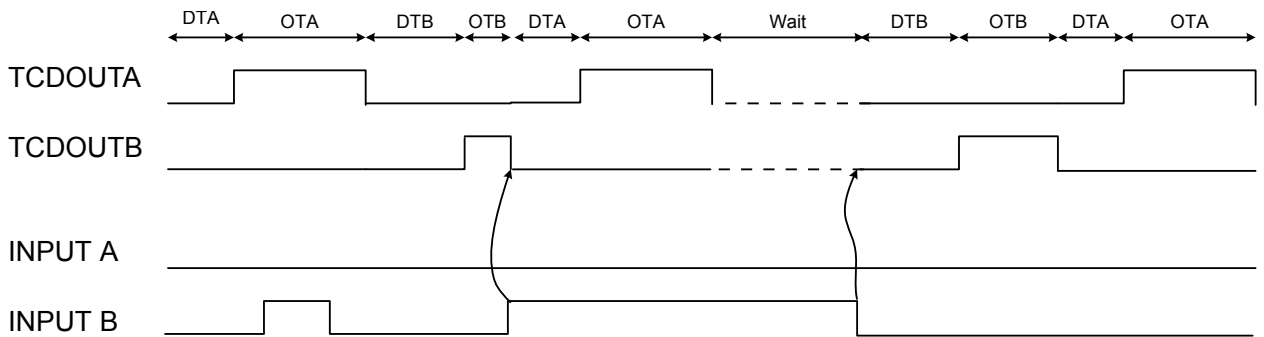 DTA OTA DTB OTB DTA OTA Wait DTB OTB DTA OTA
TCDOUTA
TCDOUTB
INPUT A
INPUT B